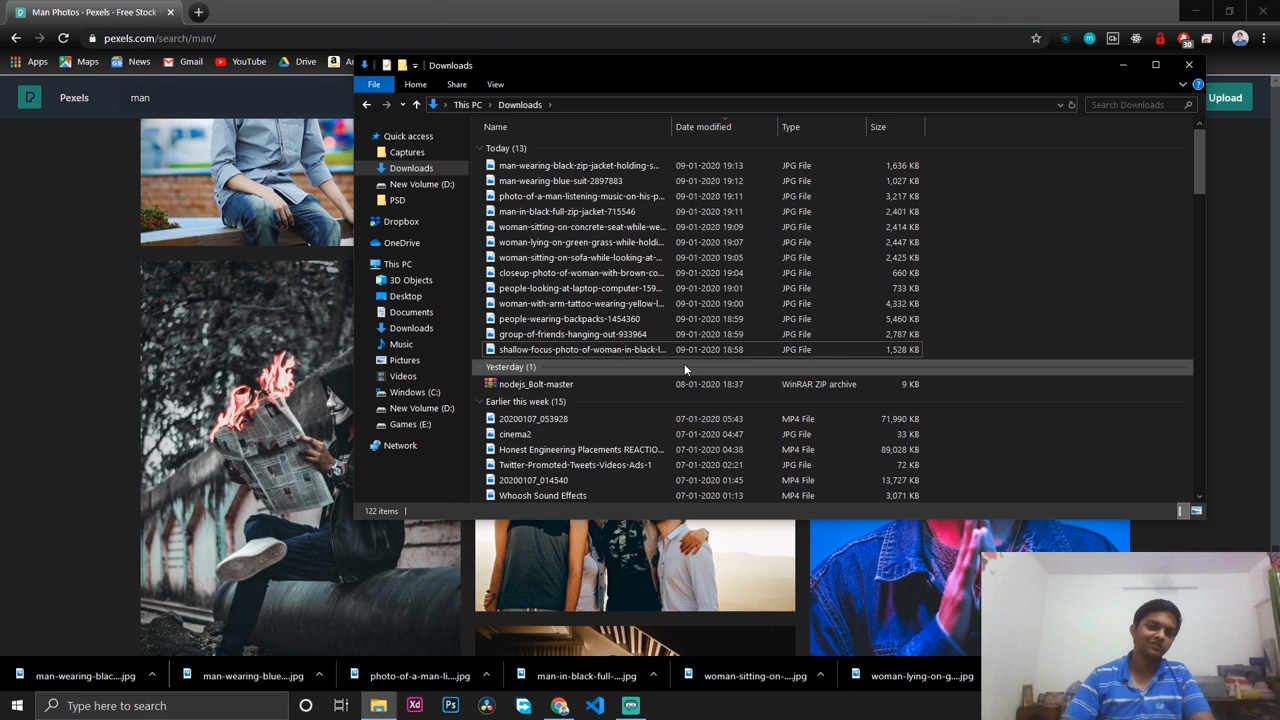 Man Photos · Pexels · Free Stock
pexels.com/search/man/
30
Apps
Maps
News
Gmail
YouTube
Drive
Downloads
File
Home
Share
View
Pexels
man
This PC
Downloads
Search Downloads
Upload
Name
Date modified
Type
Size
Quick access
Captures
Downloads
New Volume (D:)
PSD
Dropbox
OneDrive
This PC
3D Objects
Desktop
Documents
Downloads
Music
Pictures
Videos
Windows (C:)
New Volume (D:)
Games (E:)
Network
Today (13)
man-wearing-black-zip-jacket-holding-s... 09-01-2020 19:13 JPG File 1,636 KB
man-wearing-blue-suit-2897883 09-01-2020 19:12 JPG File 1,027 KB
photo-of-a-man-listening-music-on-his-p... 09-01-2020 19:11 JPG File 3,217 KB
man-in-black-full-zip-jacket-715546 09-01-2020 19:11 JPG File 2,401 KB
woman-sitting-on-concrete-seat-while-we... 09-01-2020 19:09 JPG File 2,414 KB
woman-lying-on-green-grass-while-holdi... 09-01-2020 19:07 JPG File 2,447 KB
woman-sitting-on-sofa-while-looking-at-... 09-01-2020 19:05 JPG File 2,425 KB
closeup-photo-of-woman-with-brown-co... 09-01-2020 19:04 JPG File 660 KB
people-looking-at-laptop-computer-159... 09-01-2020 19:01 JPG File 733 KB
woman-with-arm-tattoo-wearing-yellow-l... 09-01-2020 19:00 JPG File 4,332 KB
people-wearing-backpacks-1454360 09-01-2020 18:59 JPG File 5,460 KB
group-of-friends-hanging-out-933964 09-01-2020 18:59 JPG File 2,787 KB
shallow-focus-photo-of-woman-in-black-l... 09-01-2020 18:58 JPG File 1,528 KB
Yesterday (1)
nodejs_Bolt-master 08-01-2020 18:37 WinRAR ZIP archive 9 KB
Earlier this week (15)
20200107_053928 07-01-2020 05:43 MP4 File 71,990 KB
cinema2 07-01-2020 04:47 JPG File 33 KB
Honest Engineering Placements REACTIO... 07-01-2020 04:38 MP4 File 89,028 KB
Twitter-Promoted-Tweets-Videos-Ads-1 07-01-2020 02:21 JPG File 72 KB
20200107_014540 07-01-2020 01:45 MP4 File 13,727 KB
Whoosh Sound Effects 07-01-2020 01:13 MP4 File 3,071 KB
122 items
man-wearing-blac....jpg
man-wearing-blue....jpg
photo-of-a-man-li....jpg
man-in-black-full-....jpg
woman-sitting-on-....jpg
woman-lying-on-g....jpg
Type here to search
Xd
Ps